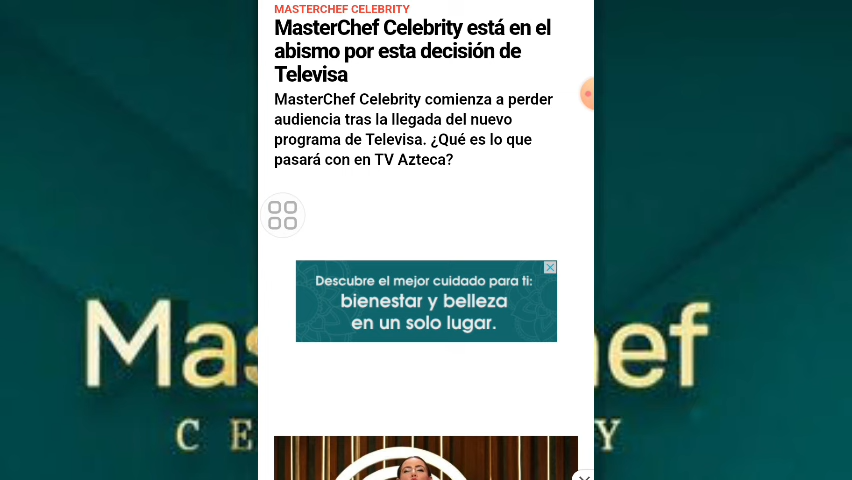 MASTERCHEF CELEBRITY
MasterChef Celebrity está en el
abismo por esta decisión de
Televisa
MasterChef Celebrity comienza a perder
audiencia tras la llegada del nuevo
programa de Televisa. ¿Qué es lo que
pasará con en TV Azteca?
Descubre el mejor cuidado para ti:
bienestar y belleza
en un solo lugar.
Mas hef
C E Y